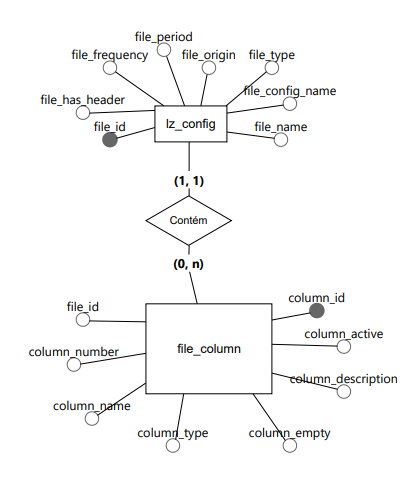 file_period
file_frequency
file_origin
file_type
file_has_header
file_config_name
file_id
lz_config
file_name
(1, 1)
Contém
(0, n)
column_id
file_id
column_active
column_number
file_column
column_description
column_name
column_type
column_empty